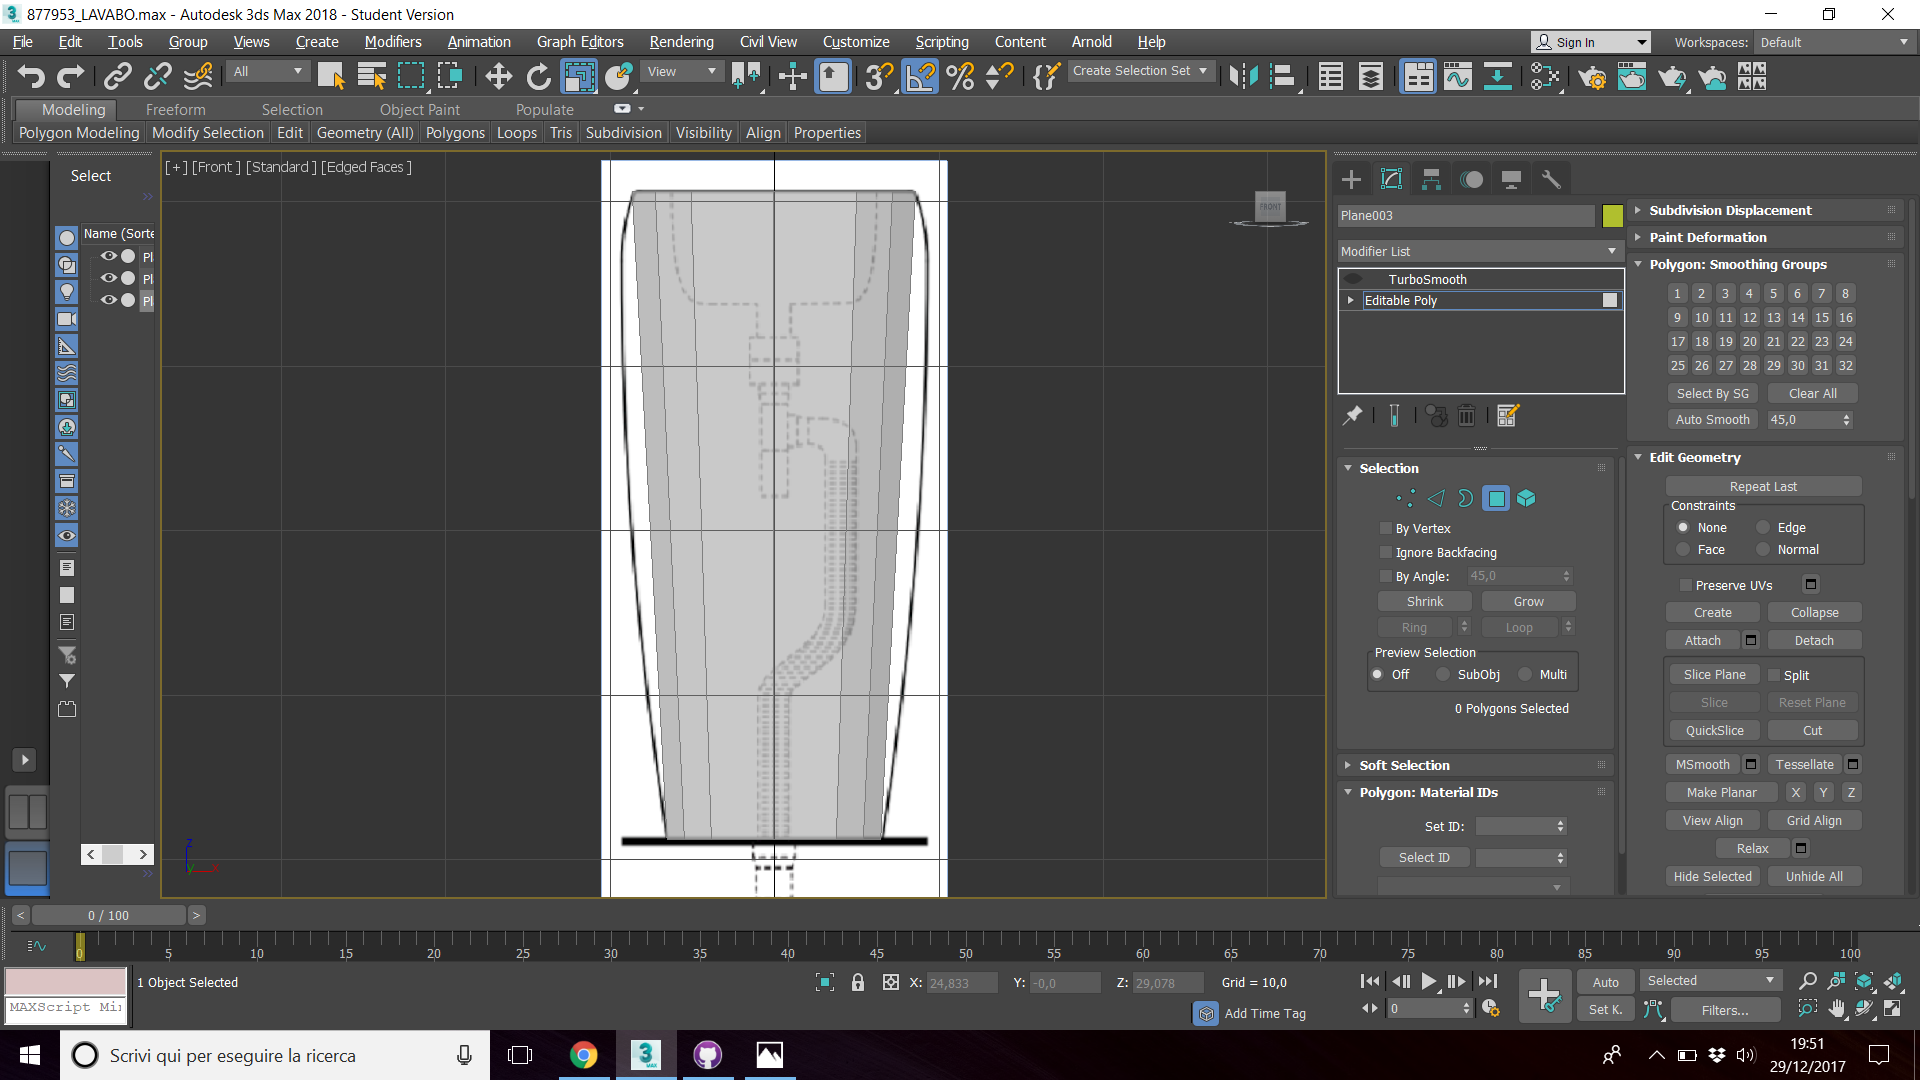 877953_LAVABO.max - Autodesk 3ds Max 2018 - Student Version
File Edit Tools Group Views Create Modifiers Animation Graph Editors Rendering Civil View Customize Scripting Content Arnold Help Sign In Workspaces: Default
All View Create Selection Set
Modeling Freeform Selection Object Paint Populate
Polygon Modeling Modify Selection Edit Geometry (All) Polygons Loops Tris Subdivision Visibility Align Properties
Select
Name (Sorte
Pl
Pl
Pl
[+] [Front ] [Standard ] [Edged Faces ]
FRONT
z
x
y
Plane003
Modifier List
TurboSmooth
Editable Poly
Selection
By Vertex
Ignore Backfacing
By Angle: 45,0
Shrink Grow
Ring Loop
Preview Selection
Off SubObj Multi
0 Polygons Selected
Soft Selection
Polygon: Material IDs
Set ID:
Select ID
Subdivision Displacement
Paint Deformation
Polygon: Smoothing Groups
1 2 3 4 5 6 7 8
9 10 11 12 13 14 15 16
17 18 19 20 21 22 23 24
25 26 27 28 29 30 31 32
Select By SG Clear All
Auto Smooth 45,0
Edit Geometry
Repeat Last
Constraints
None Edge
Face Normal
Preserve UVs
Create Collapse
Attach Detach
Slice Plane Split
Slice Reset Plane
QuickSlice Cut
MSmooth Tessellate
Make Planar X Y Z
View Align Grid Align
Relax
Hide Selected Unhide All
< 0 / 100 >
0 5 10 15 20 25 30 35 40 45 50 55 60 65 70 75 80 85 90 95 100
1 Object Selected
X: 24,833 Y: -0,0 Z: 29,078 Grid = 10,0
Add Time Tag
0
Auto Selected
Set K. Filters...
MAXScript Mi
Scrivi qui per eseguire la ricerca
3
MAX
19:51
29/12/2017